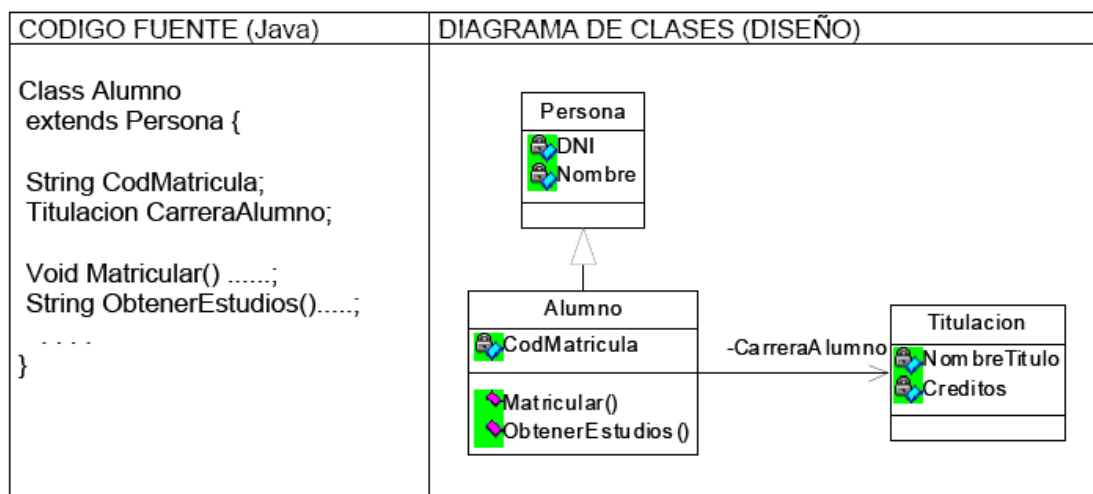 CODIGO FUENTE (Java)
DIAGRAMA DE CLASES (DISEÑO)
Class Alumno
extends Persona {
String CodMatricula;
Titulacion CarreraAlumno;
Void Matricular() ......;
String ObtenerEstudios().....;
. . . .
}
Persona
DNI
Nombre
Alumno
CodMatricula
Matricular()
ObtenerEstudios()
-CarreraAlumno
Titulacion
NombreTitulo
Creditos